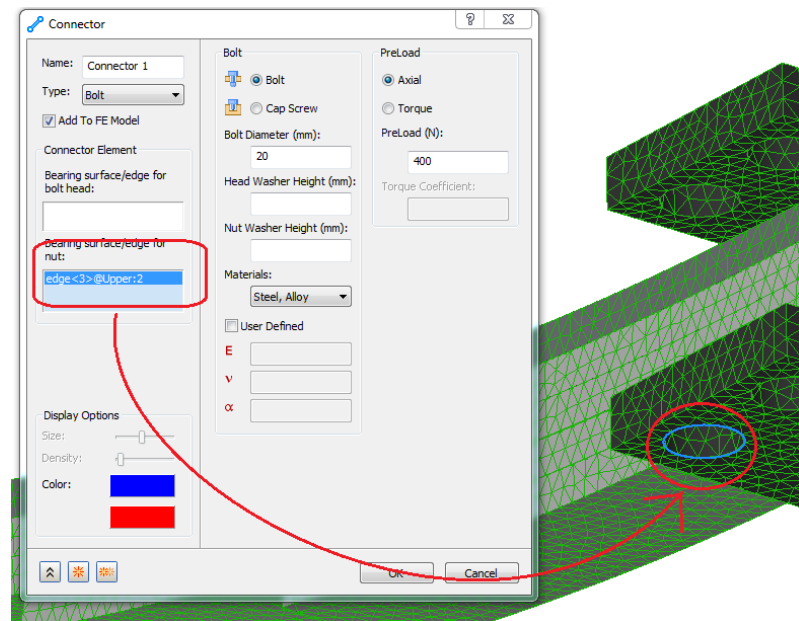 Connector
Name: Connector 1
Type: Bolt
Add To FE Model
Connector Element
Bearing surface/edge for
bolt head:
Bearing surface/edge for
nut:
edge<3>@Upper:2
Display Options
Size:
Density:
Color:
Bolt
Bolt
Cap Screw
Bolt Diameter (mm):
20
Head Washer Height (mm):
Nut Washer Height (mm):
Materials:
Steel, Alloy
User Defined
E
ν
α
PreLoad
Axial
Torque
PreLoad (N):
400
Torque Coefficient:
OK Cancel